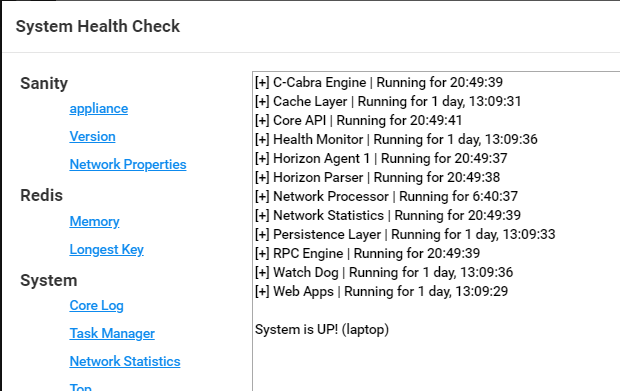 System Health Check
Sanity
appliance
Version
Network Properties
Redis
Memory
Longest Key
System
Core Log
Task Manager
Network Statistics
Top
[+] C-Cabra Engine | Running for 20:49:39
[+] Cache Layer | Running for 1 day, 13:09:31
[+] Core API | Running for 20:49:41
[+] Health Monitor | Running for 1 day, 13:09:36
[+] Horizon Agent 1 | Running for 20:49:37
[+] Horizon Parser | Running for 20:49:38
[+] Network Processor | Running for 6:40:37
[+] Network Statistics | Running for 20:49:39
[+] Persistence Layer | Running for 1 day, 13:09:33
[+] RPC Engine | Running for 20:49:39
[+] Watch Dog | Running for 1 day, 13:09:36
[+] Web Apps | Running for 1 day, 13:09:29
System is UP! (laptop)